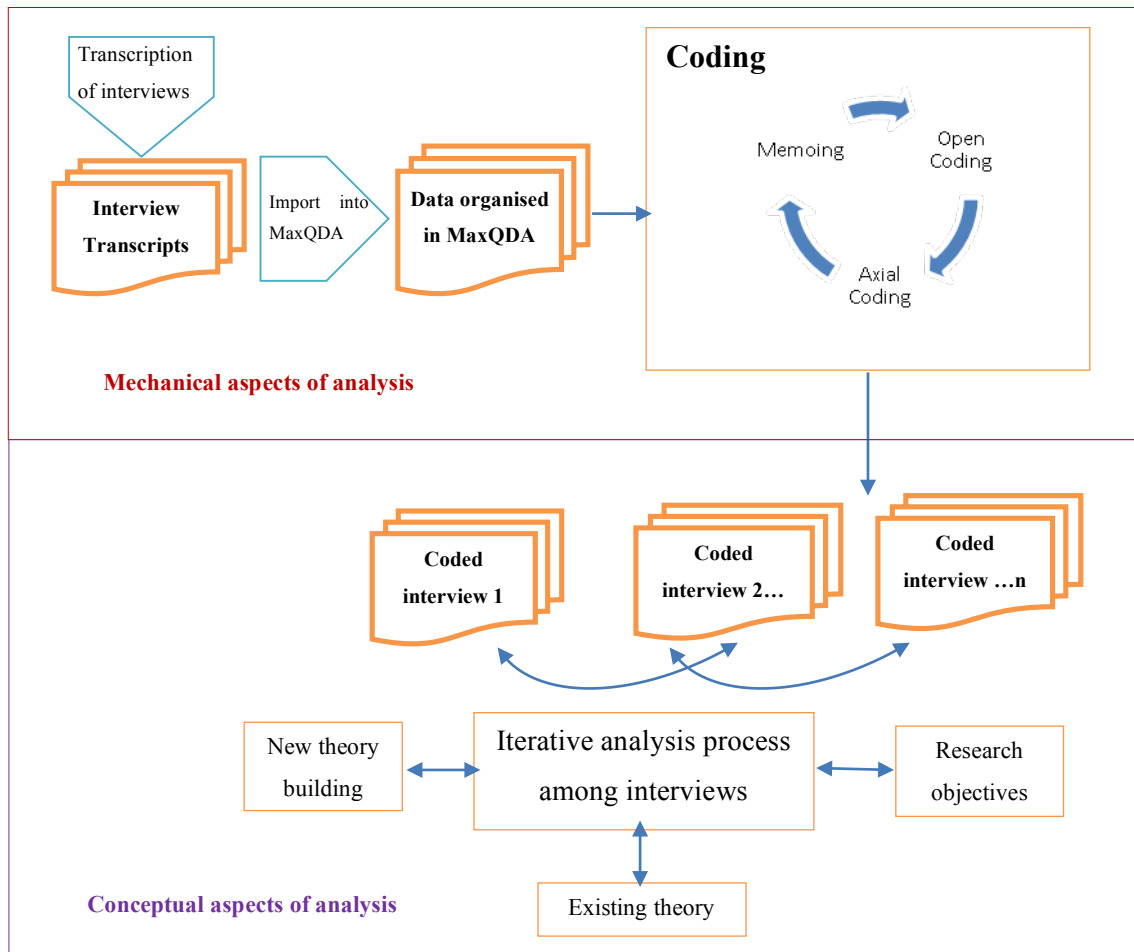 Transcription
of interviews
Interview
Transcripts
Import into
MaxQDA
Data organised
in MaxQDA
Coding
Memoing
Open
Coding
Axial
Coding
Mechanical aspects of analysis
Coded
interview 1
Coded
interview 2…
Coded
interview …n
New theory
building
Iterative analysis process
among interviews
Research
objectives
Existing theory
Conceptual aspects of analysis